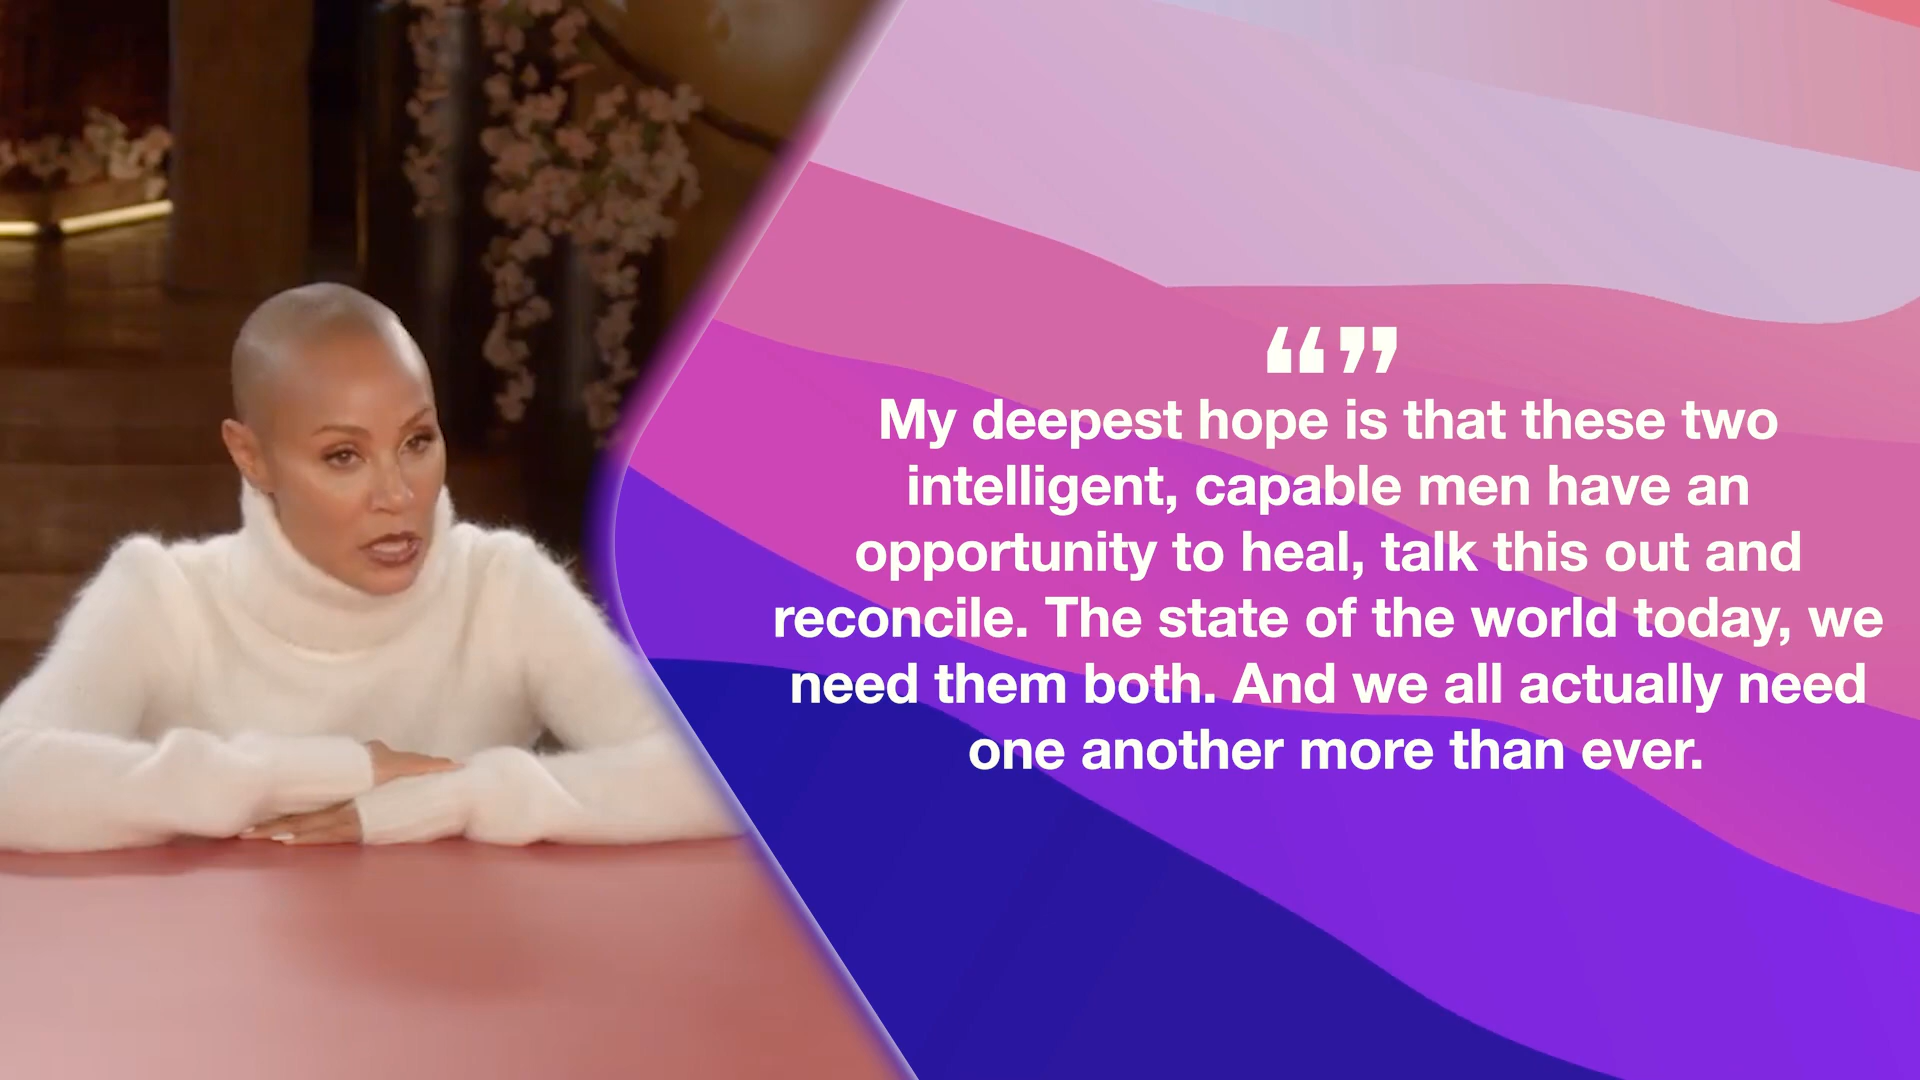 “”
My deepest hope is that these two
intelligent, capable men have an
opportunity to heal, talk this out and
reconcile. The state of the world today, we
need them both. And we all actually need
one another more than ever.